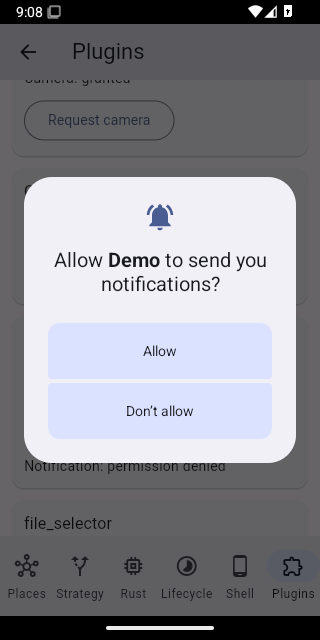 9:08
Plugins
Camera: granted
Request camera
Allow Demo to send you
notifications?
Allow
Don't allow
Notification: permission denied
file_selector
Places
Strategy
Rust
Lifecycle
Shell
Plugins